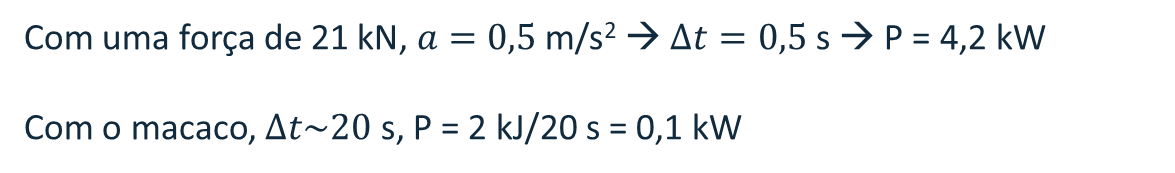 Com uma força de 21 kN, 𝑎 = 0,5 m/s² → Δ𝑡 = 0,5 s → P = 4,2 kW
Com o macaco, Δ𝑡~20 s, P = 2 kJ/20 s = 0,1 kW